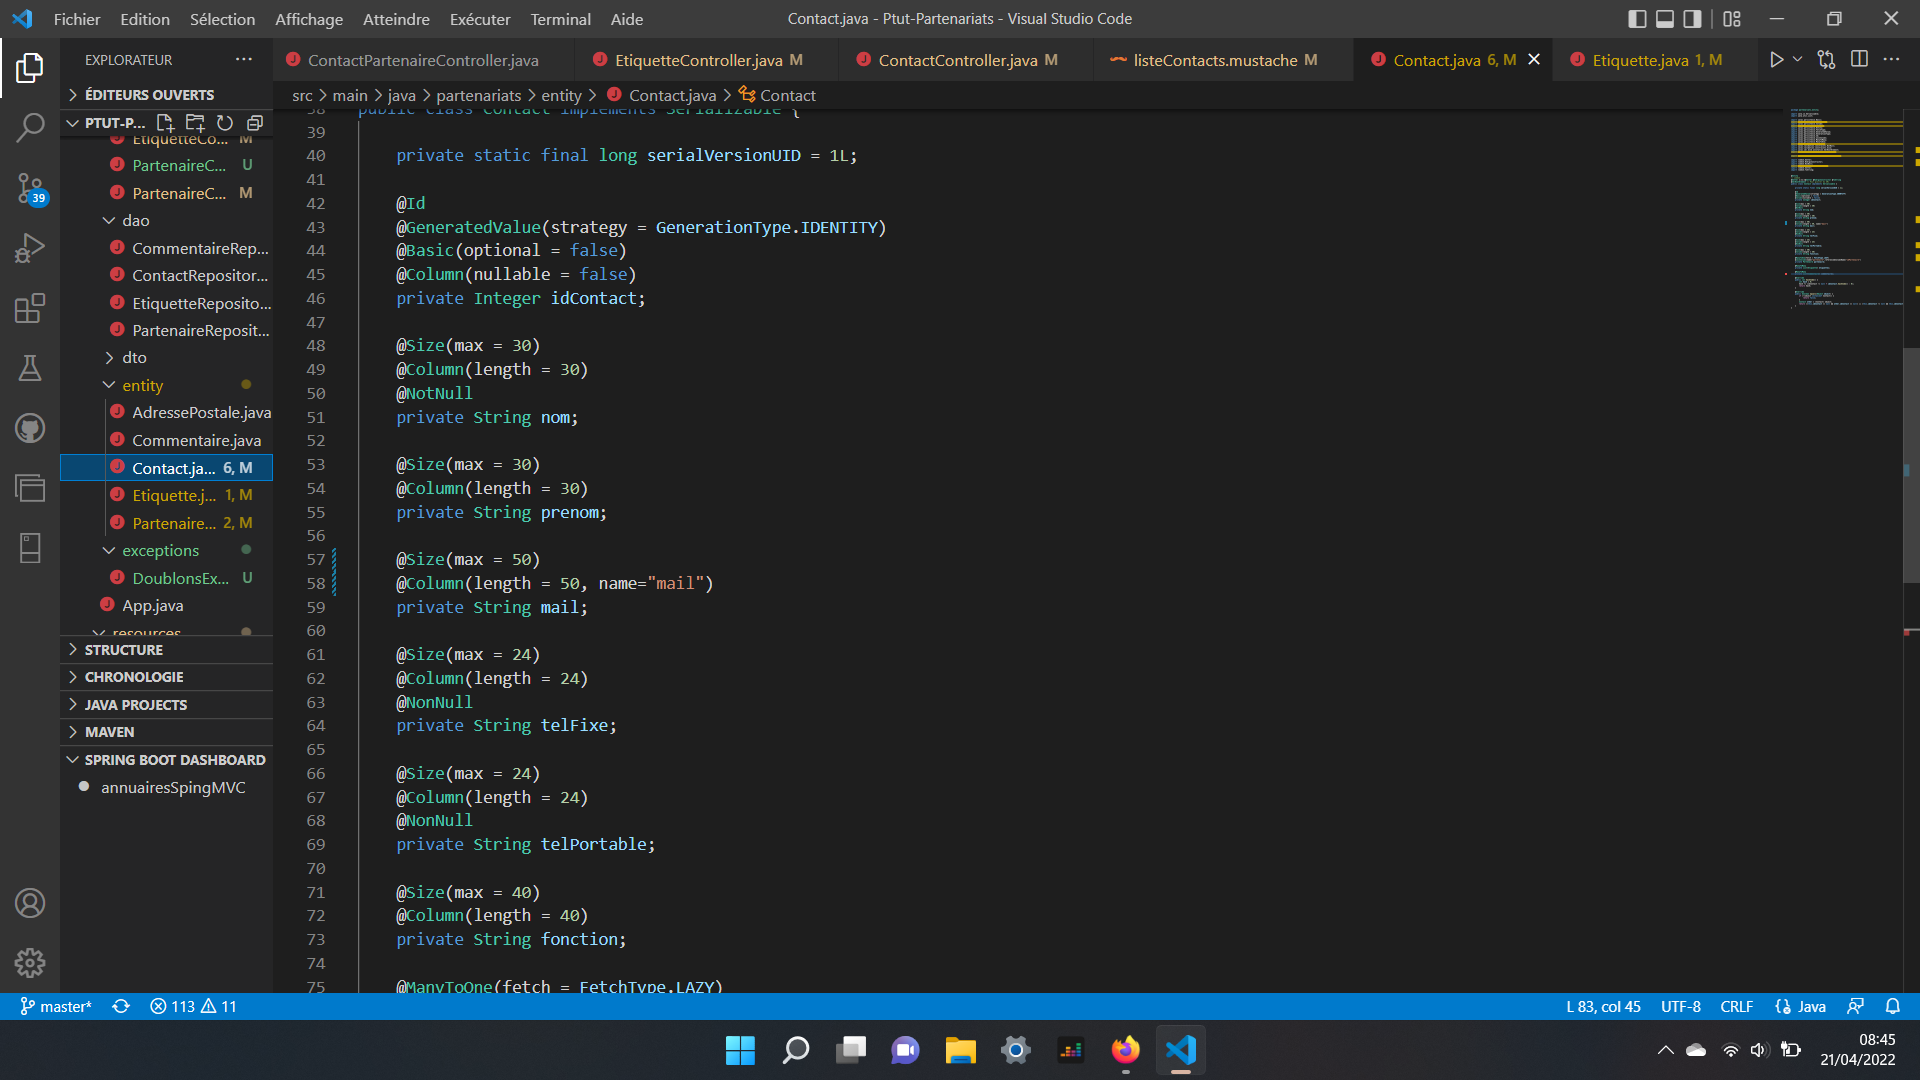 Fichier Edition Sélection Affichage Atteindre Exécuter Terminal Aide
Contact.java - Ptut-Partenariats - Visual Studio Code
EXPLORATEUR
ContactPartenaireController.java
EtiquetteController.java M
ContactController.java M
listeContacts.mustache M
Contact.java 6, M
Etiquette.java 1, M
src > main > java > partenariats > entity > Contact.java > Contact
ÉDITEURS OUVERTS
PTUT-P...
EtiquetteCo... M
PartenaireC... U
PartenaireC... M
dao
CommentaireRep...
ContactRepositor...
EtiquetteReposito...
PartenaireReposit...
dto
entity
AdressePostale.java
Commentaire.java
Contact.ja... 6, M
Etiquette.j... 1, M
Partenaire... 2, M
exceptions
DoublonsEx... U
App.java
resources
STRUCTURE
CHRONOLOGIE
JAVA PROJECTS
MAVEN
SPRING BOOT DASHBOARD
annuairesSpingMVC
39
38 public class Contact implements Serializable {
39
40 private static final long serialVersionUID = 1L;
41
42 @Id
43 @GeneratedValue(strategy = GenerationType.IDENTITY)
44 @Basic(optional = false)
45 @Column(nullable = false)
46 private Integer idContact;
47
48 @Size(max = 30)
49 @Column(length = 30)
50 @NotNull
51 private String nom;
52
53 @Size(max = 30)
54 @Column(length = 30)
55 private String prenom;
56
57 @Size(max = 50)
58 @Column(length = 50, name="mail")
59 private String mail;
60
61 @Size(max = 24)
62 @Column(length = 24)
63 @NonNull
64 private String telFixe;
65
66 @Size(max = 24)
67 @Column(length = 24)
68 @NonNull
69 private String telPortable;
70
71 @Size(max = 40)
72 @Column(length = 40)
73 private String fonction;
74
75 @ManyToOne(fetch = FetchType.LAZY)
master* 113 11
L 83, col 45 UTF-8 CRLF Java
08:45
21/04/2022